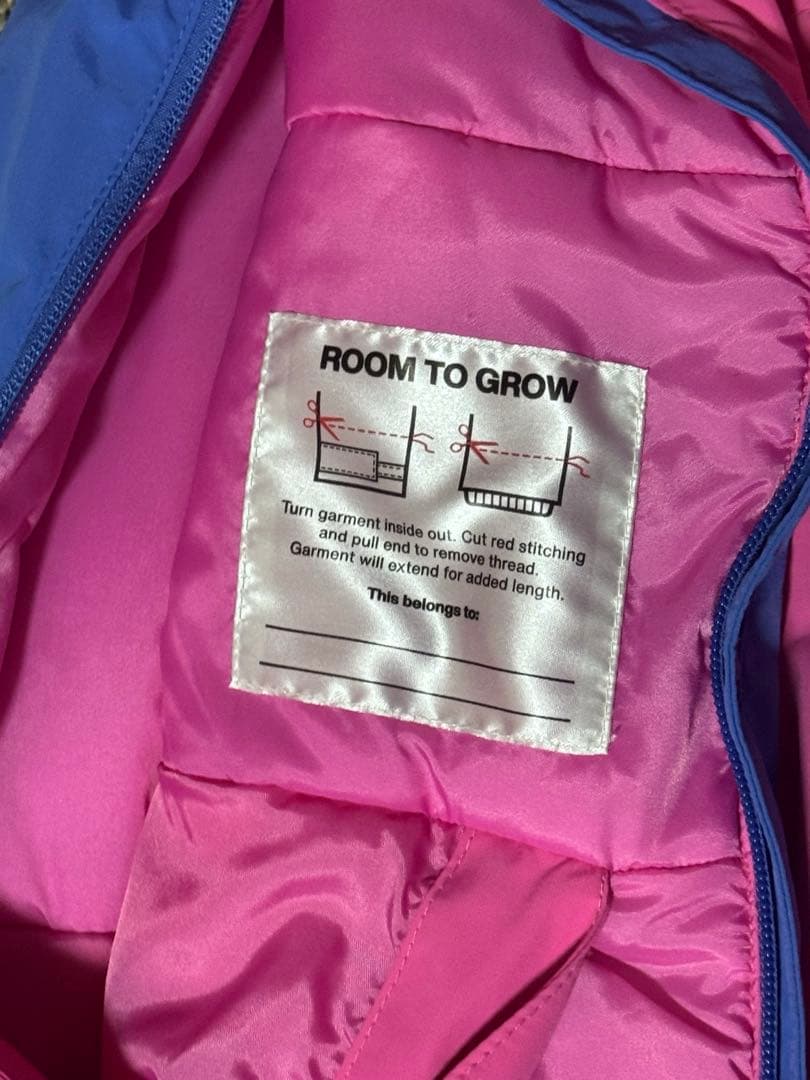 ROOM TO GROW
Turn garment inside out. Cut red stitching
and pull end to remove thread.
Garment will extend for added length.
This belongs to: